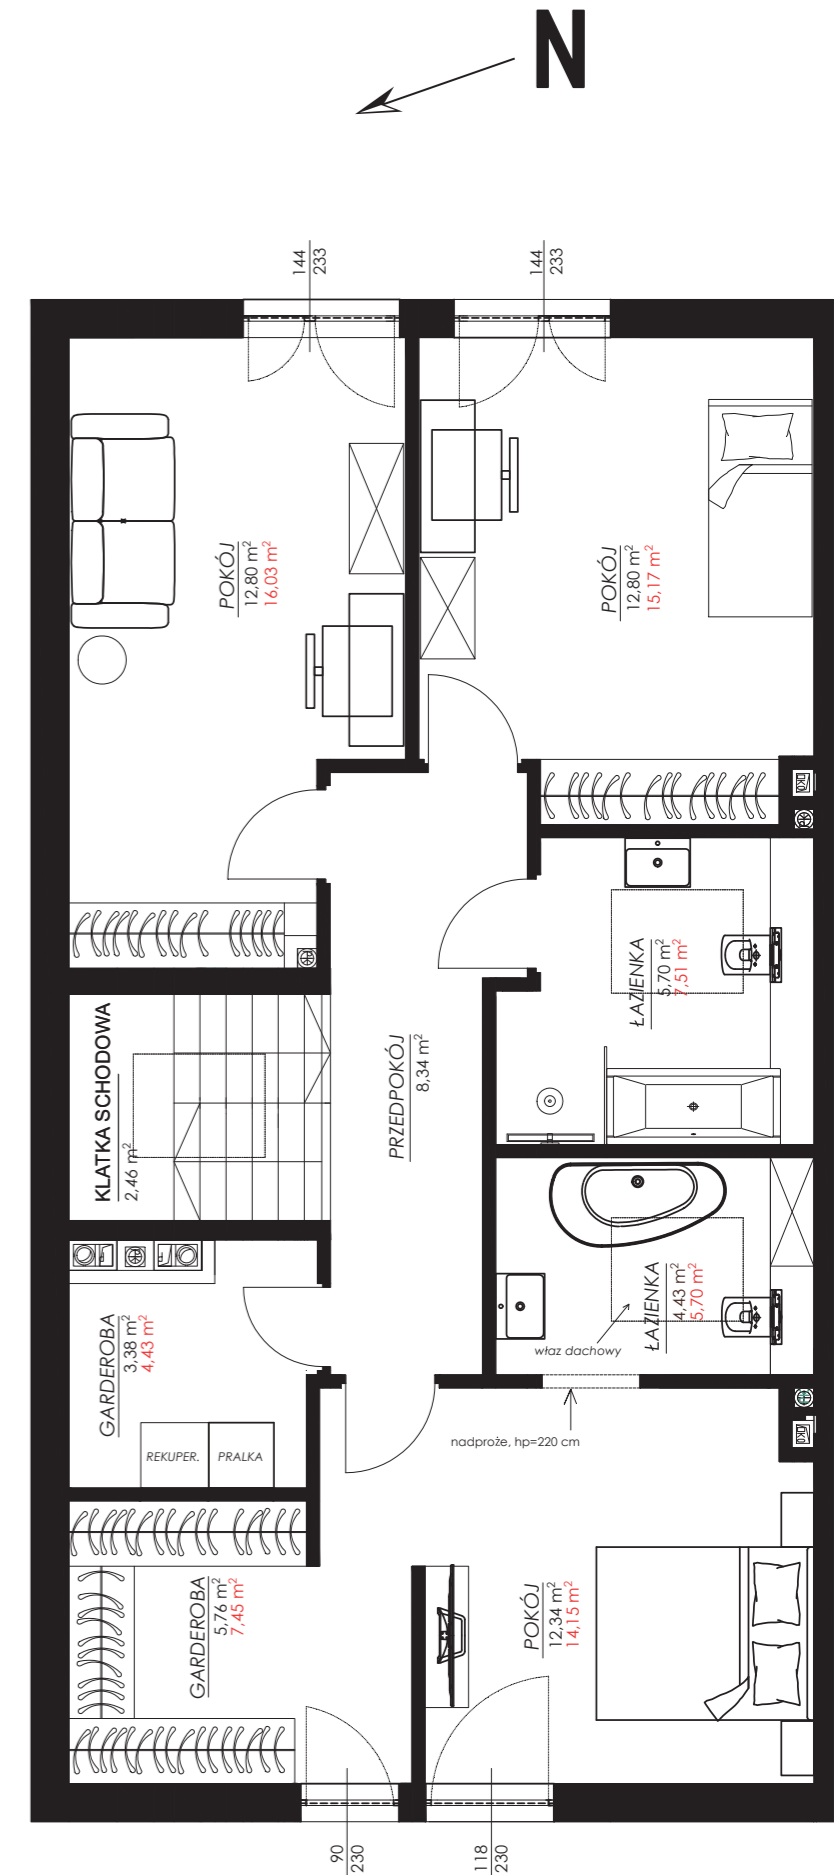 N
144
233
144
233
POKÓJ
12,80 m²
16,03 m²
POKÓJ
12,80 m²
15,17 m²
ŁAZIENKA
5,70 m²
7,51 m²
KLATKA SCHODOWA
2,46 m²
PRZEDPOKÓJ
8,34 m²
ŁAZIENKA
4,43 m²
5,70 m²
właz dachowy
GARDEROBA
3,38 m²
4,43 m²
REKUPER.
PRALKA
nadproże, hp=220 cm
GARDEROBA
5,76 m²
7,45 m²
POKÓJ
12,34 m²
14,15 m²
90
230
118
230